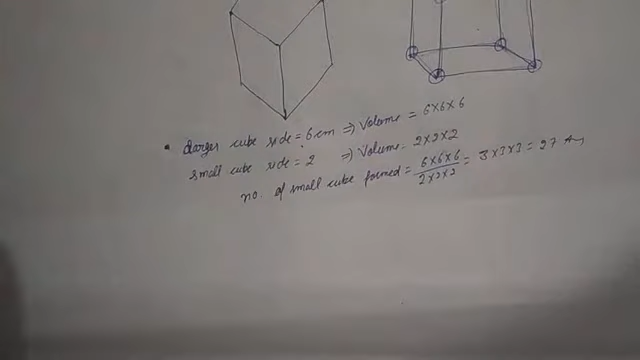 • Larger cube side = 6 cm ⇒ Volume = 6×6×6
small cube side = 2 ⇒ Volume = 2×2×2
no. of small cube formed = 6×6×6 / 2×2×2 = 3×3×3 = 27 Ans